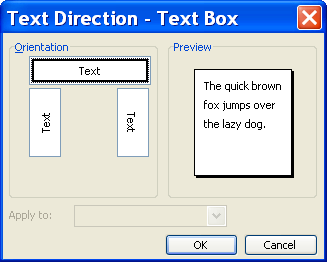 Text Direction - Text Box
Orientation
Text
Text
Text
Preview
The quick brown
fox jumps over
the lazy dog.
Apply to:
OK
Cancel